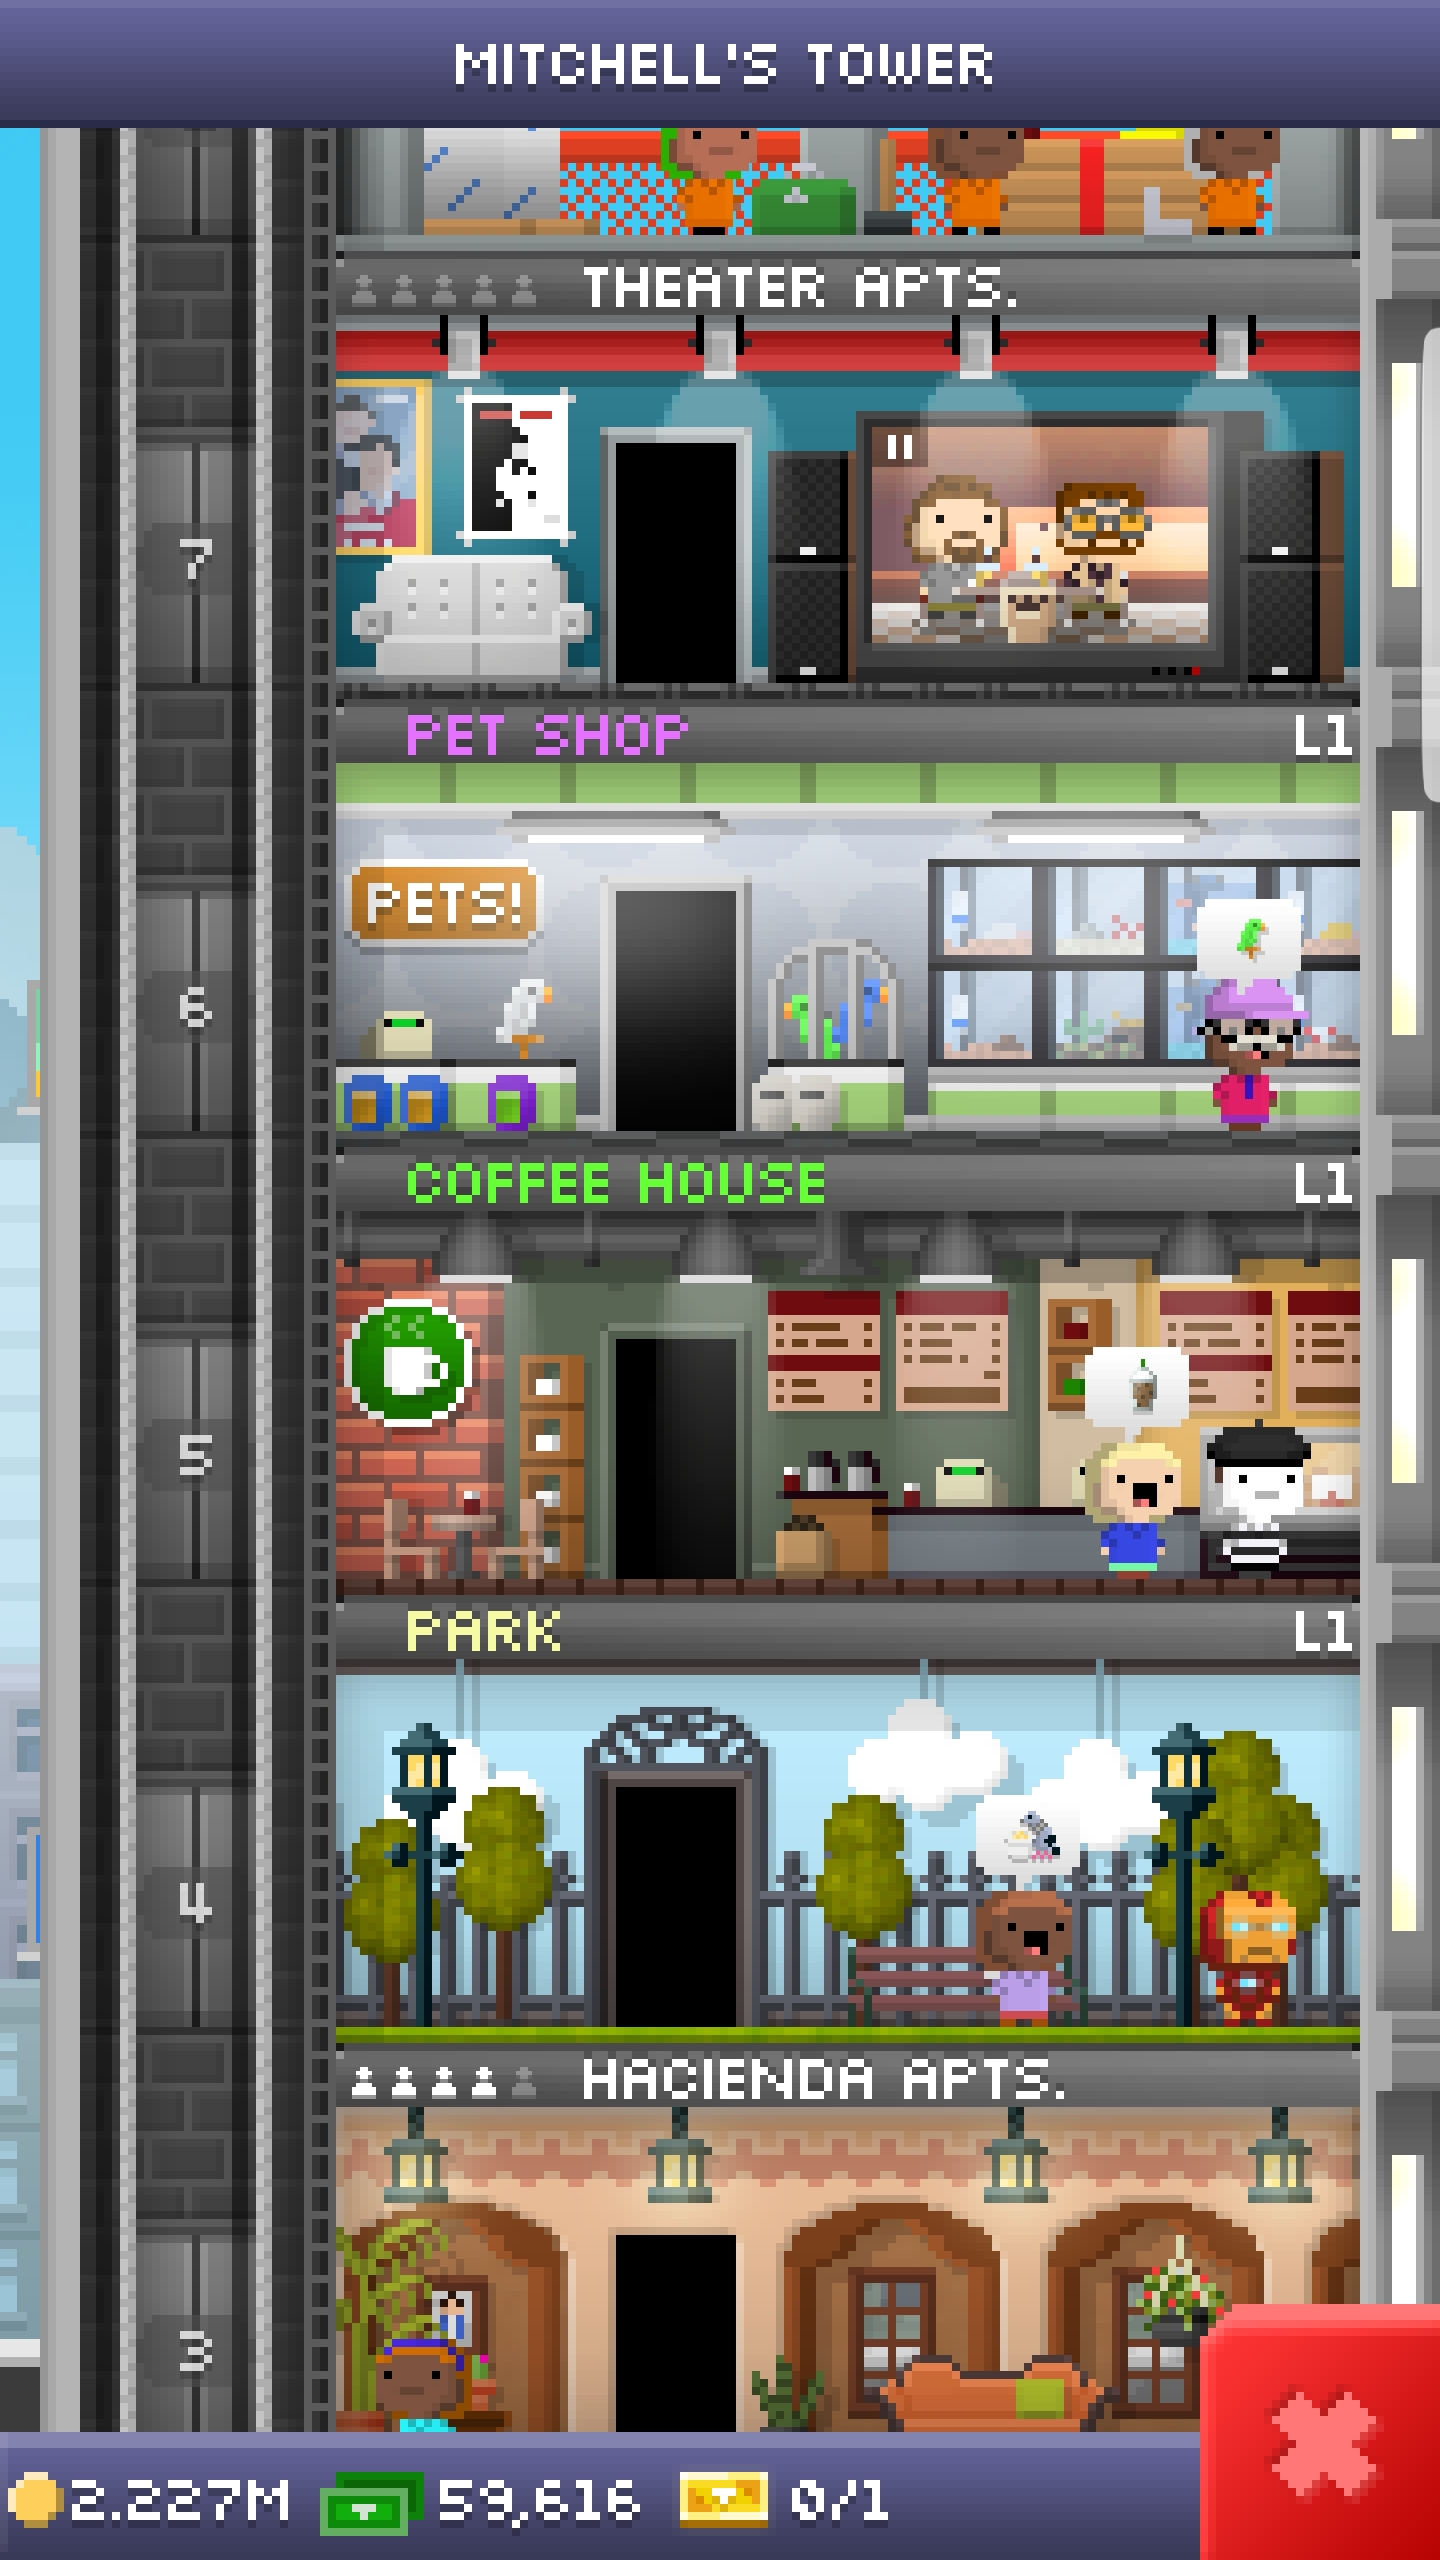 MITCHELL'S TOWER
THEATER APTS.
7
PET SHOP L1
PETS!
6
COFFEE HOUSE L1
5
PARK L1
4
HACIENDA APTS.
3
2.227M 59,616 0/1